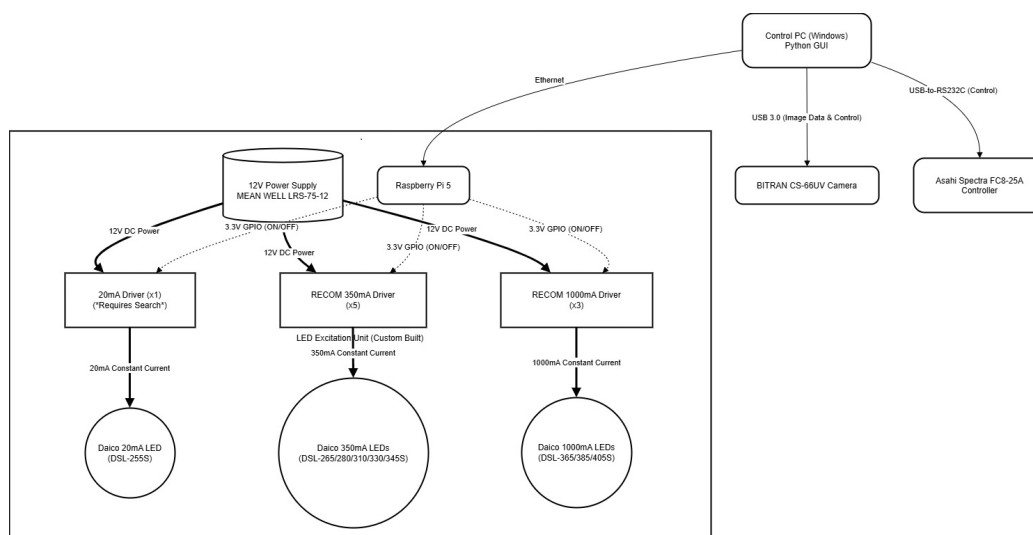 Control PC (Windows)
Python GUI
Ethernet
USB-to-RS232C (Control)
USB 3.0 (Image Data & Control)
12V Power Supply
MEAN WELL LRS-75-12
Raspberry Pi 5
BITRAN CS-66UV Camera
Asahi Spectra FC8-25A
Controller
12V DC Power
3.3V GPIO (ON/OFF)
12V DC Power
3.3V GPIO (ON/OFF)
3.3V GPIO (ON/OFF)
12V DC Power
20mA Driver (x1)
(*Requires Search*)
RECOM 350mA Driver
(x5)
RECOM 1000mA Driver
(x3)
LED Excitation Unit (Custom Built)
20mA Constant Current
350mA Constant Current
1000mA Constant Current
Daico 20mA LED
(DSL-255S)
Daico 350mA LEDs
(DSL-265/280/310/330/345S)
Daico 1000mA LEDs
(DSL-365/385/405S)